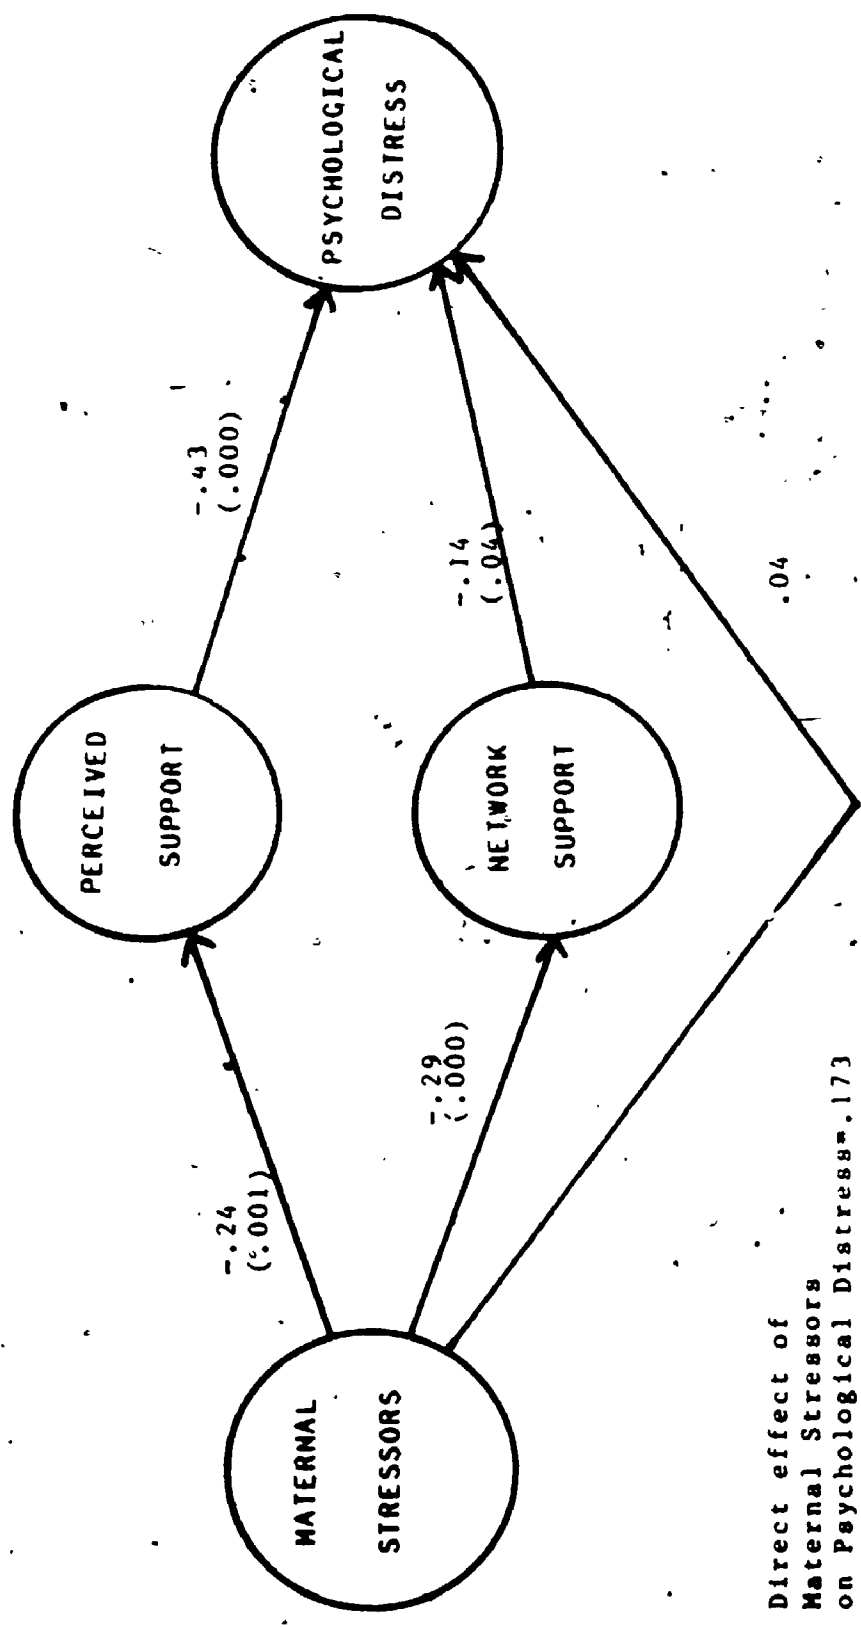 MATERNAL
STRESSORS
-.24
(.001)
-.29
(.000)
PERCEIVED
SUPPORT
NETWORK
SUPPORT
-.43
(.000)
-.14
(.04)
.04
PSYCHOLOGICAL
DISTRESS
Direct effect of
Maternal Stressors
on Psychological Distress=.173